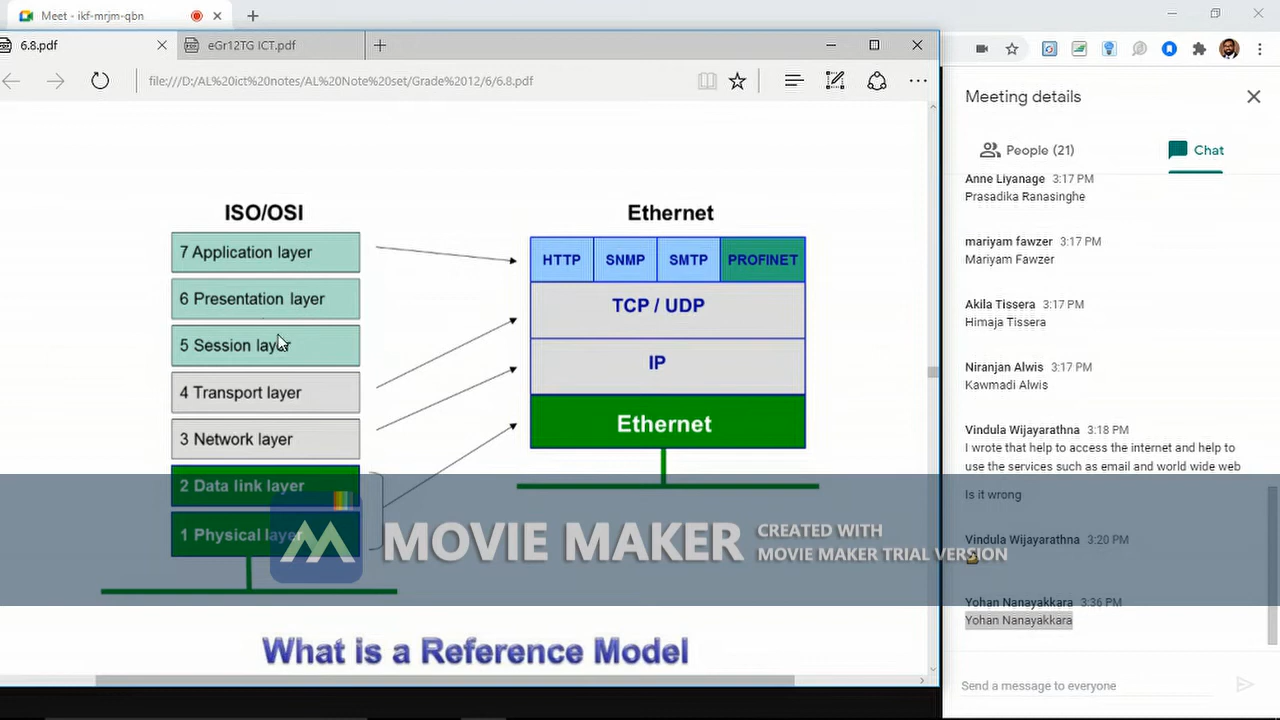 Meet - ikf-mrjm-qbn
6.8.pdf
eGr12TG ICT.pdf
file:///D:/AL%20ict%20notes/AL%20Note%20set/Grade%2012/6/6.8.pdf
ISO/OSI
7 Application layer
6 Presentation layer
5 Session layer
4 Transport layer
3 Network layer
2 Data link layer
1 Physical layer
Ethernet
HTTP
SNMP
SMTP
PROFINET
TCP / UDP
IP
Ethernet
What is a Reference Model
MOVIE MAKER
CREATED WITH
MOVIE MAKER TRIAL VERSION
Meeting details
People (21)
Chat
Anne Liyanage 3:17 PM
Prasadika Ranasinghe
mariyam fawzer 3:17 PM
Mariyam Fawzer
Akila Tissera 3:17 PM
Himaja Tissera
Niranjan Alwis 3:17 PM
Kawmadi Alwis
Vindula Wijayarathna 3:18 PM
I wrote that help to access the internet and help to
use the services such as email and world wide web
Is it wrong
Vindula Wijayarathna 3:20 PM
Yohan Nanayakkara 3:36 PM
Yohan Nanayakkara
Send a message to everyone